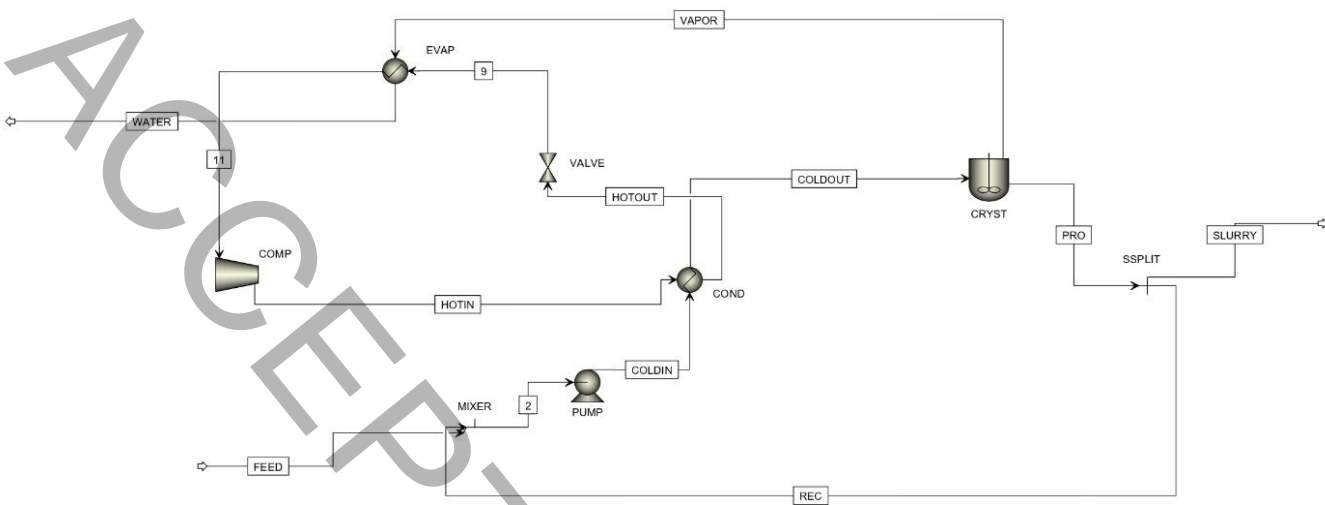 VAPOR
EVAP
9
WATER
11
VALVE
HOTOUT
COLDOUT
CRYST
PRO
SLURRY
SSPLIT
COMP
HOTIN
COND
COLDIN
PUMP
MIXER
2
FEED
REC